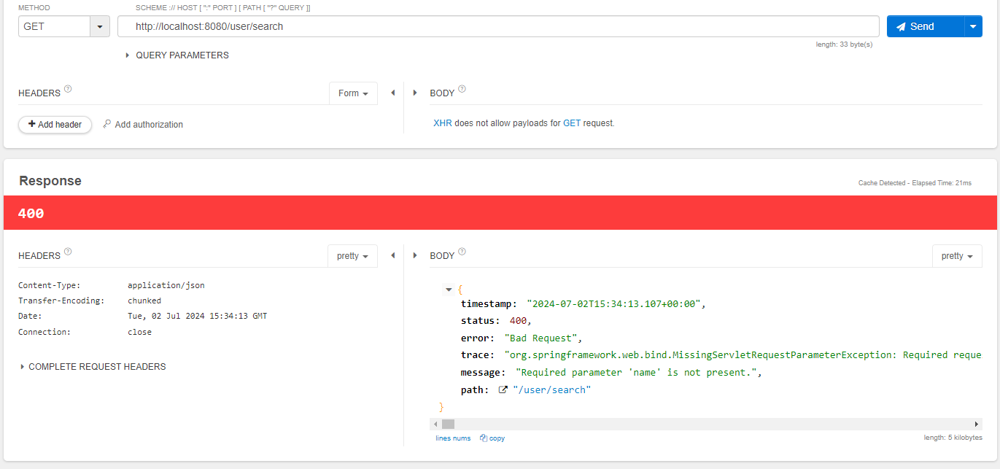 METHOD SCHEME :// HOST [ ":" PORT ] [ PATH [ "?" QUERY ]]
GET http://localhost:8080/user/search Send
length: 33 byte(s)
QUERY PARAMETERS
HEADERS ? Form BODY ?
+ Add header Add authorization XHR does not allow payloads for GET request.
Response Cache Detected - Elapsed Time: 21ms
400
HEADERS ? pretty BODY ? pretty
Content-Type: application/json
Transfer-Encoding: chunked
Date: Tue, 02 Jul 2024 15:34:13 GMT
Connection: close
COMPLETE REQUEST HEADERS
{
timestamp: "2024-07-02T15:34:13.107+00:00",
status: 400,
error: "Bad Request",
trace: "org.springframework.web.bind.MissingServletRequestParameterException: Required reque
message: "Required parameter 'name' is not present.",
path: "/user/search"
}
lines nums copy length: 5 kilobytes